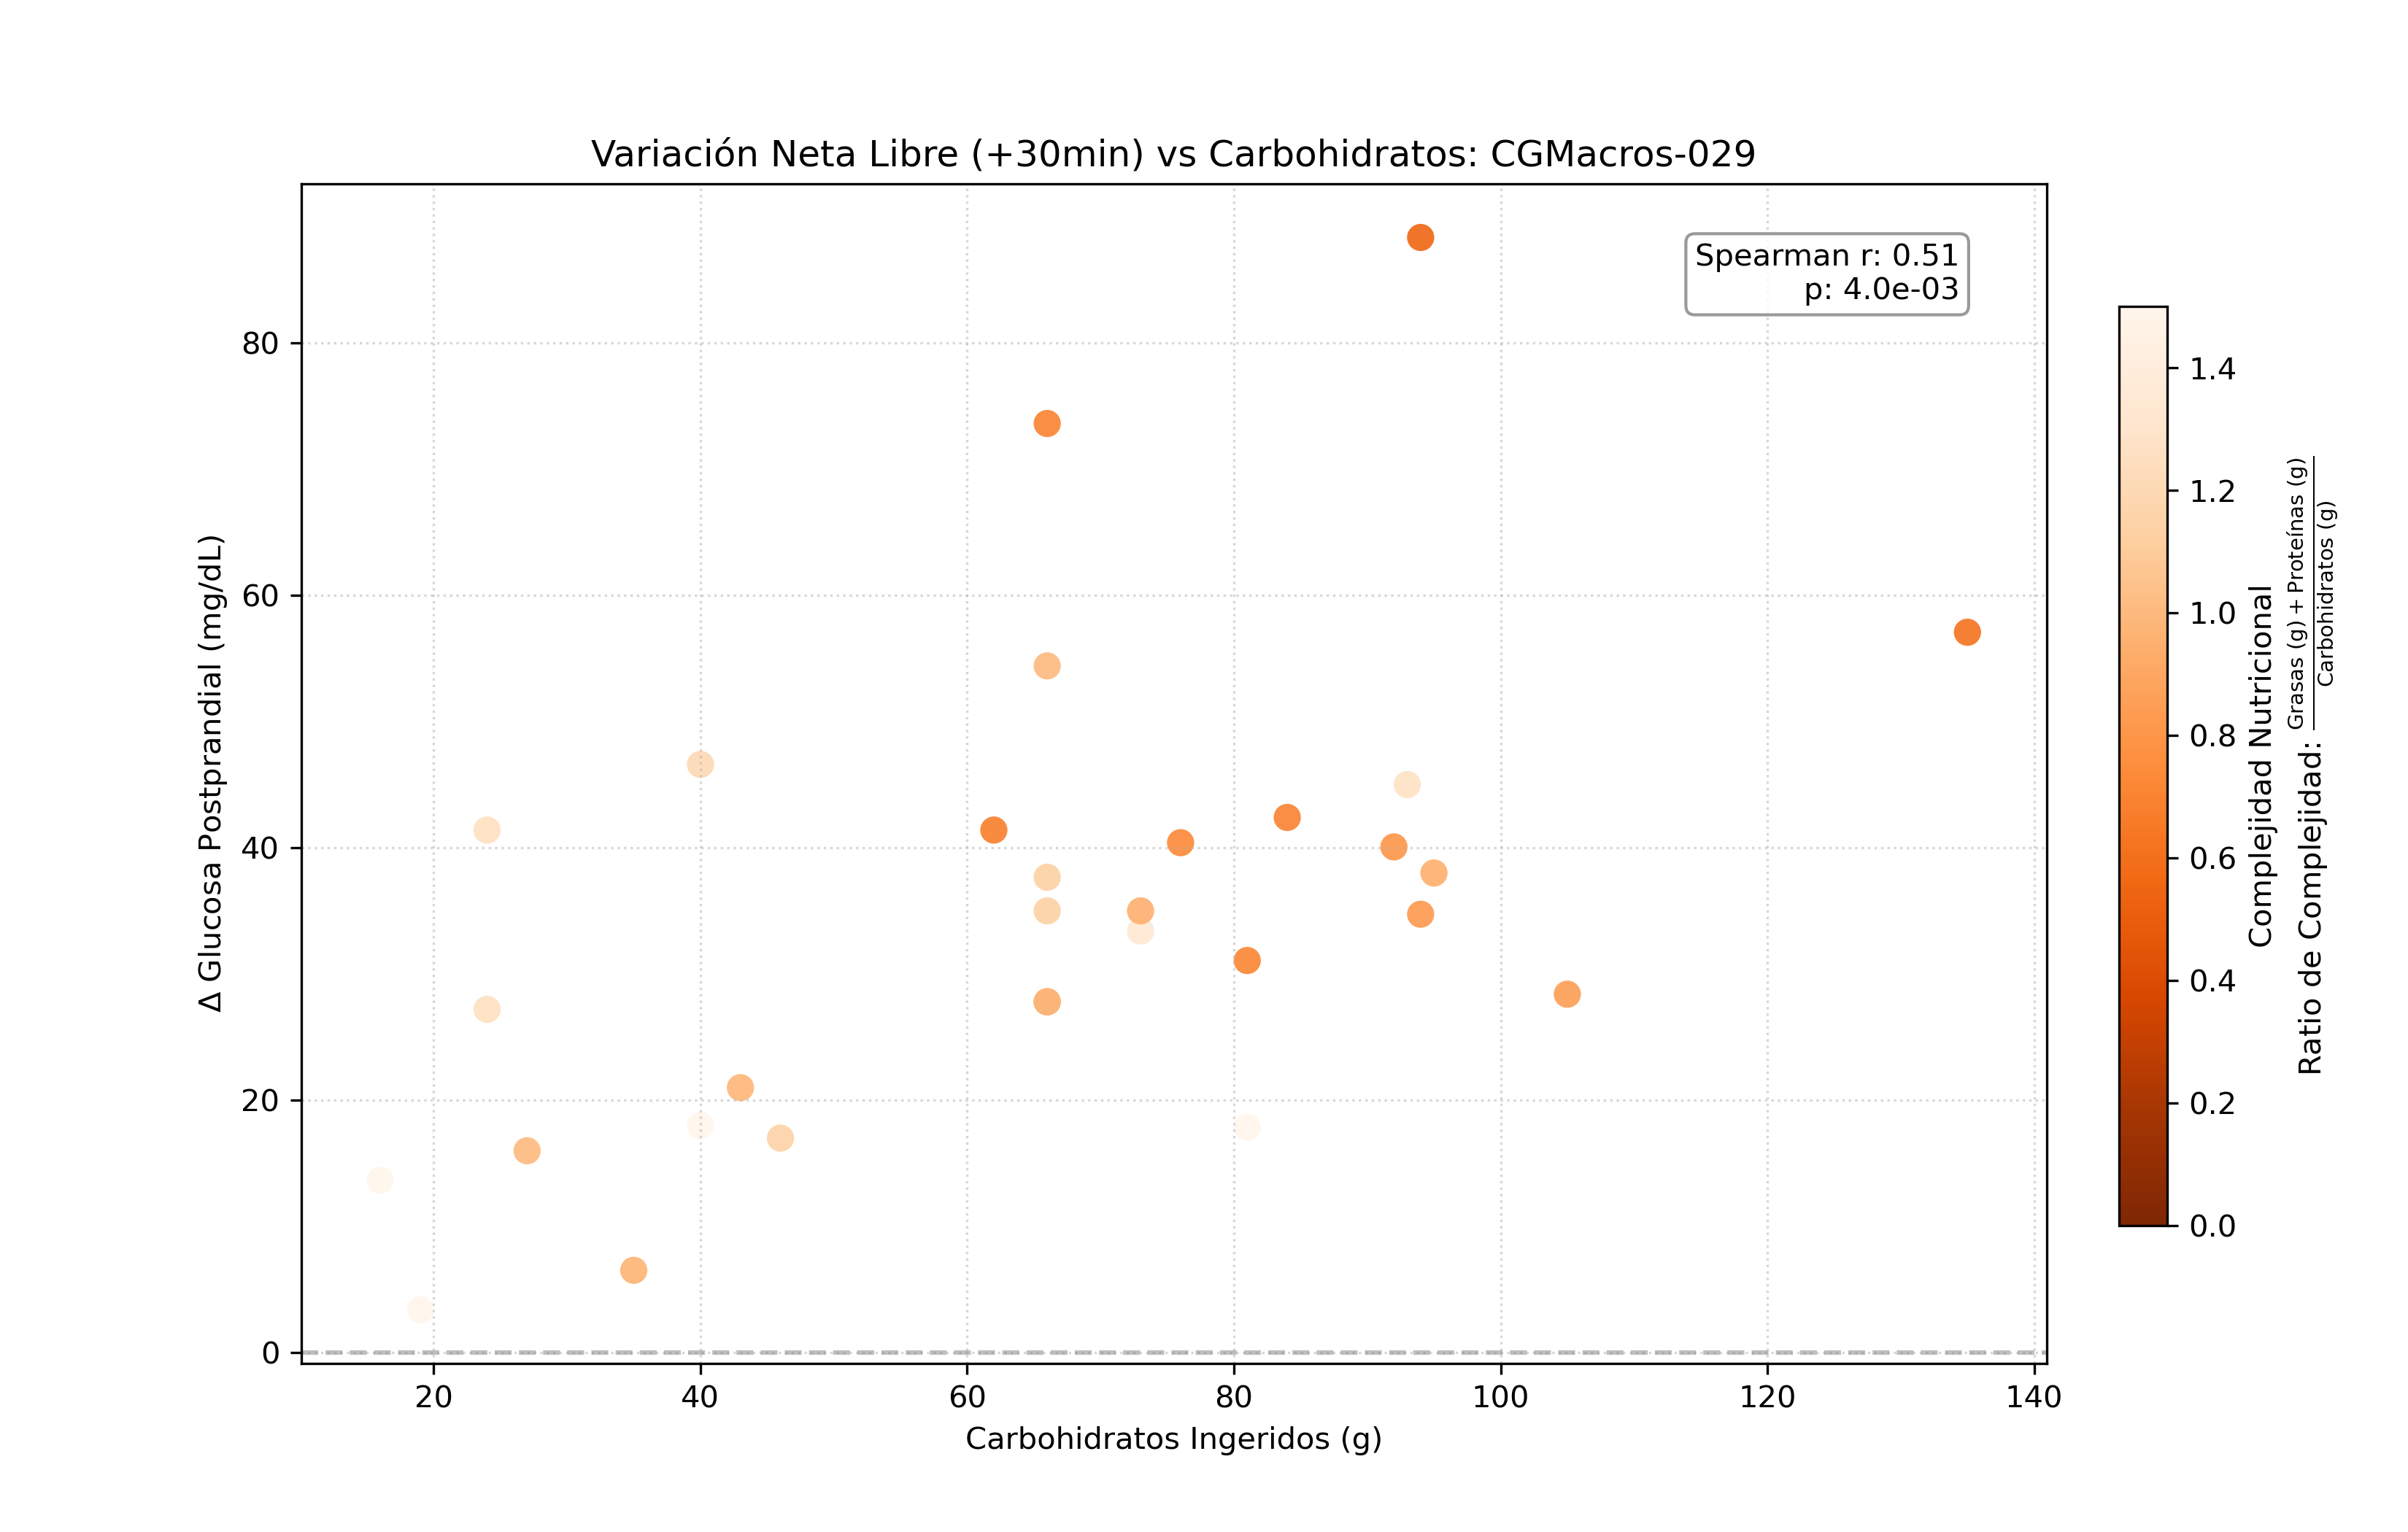 Variación Neta Libre (+30min) vs Carbohidratos: CGMacros-029
Spearman r: 0.51
p: 4.0e-03
Δ Glucosa Postprandial (mg/dL)
80
60
40
20
0
20
40
60
80
100
120
140
Carbohidratos Ingeridos (g)
1.4
1.2
1.0
0.8
0.6
0.4
0.2
0.0
Complejidad Nutricional
Ratio de Complejidad:
Grasas (g) + Proteínas (g)
Carbohidratos (g)